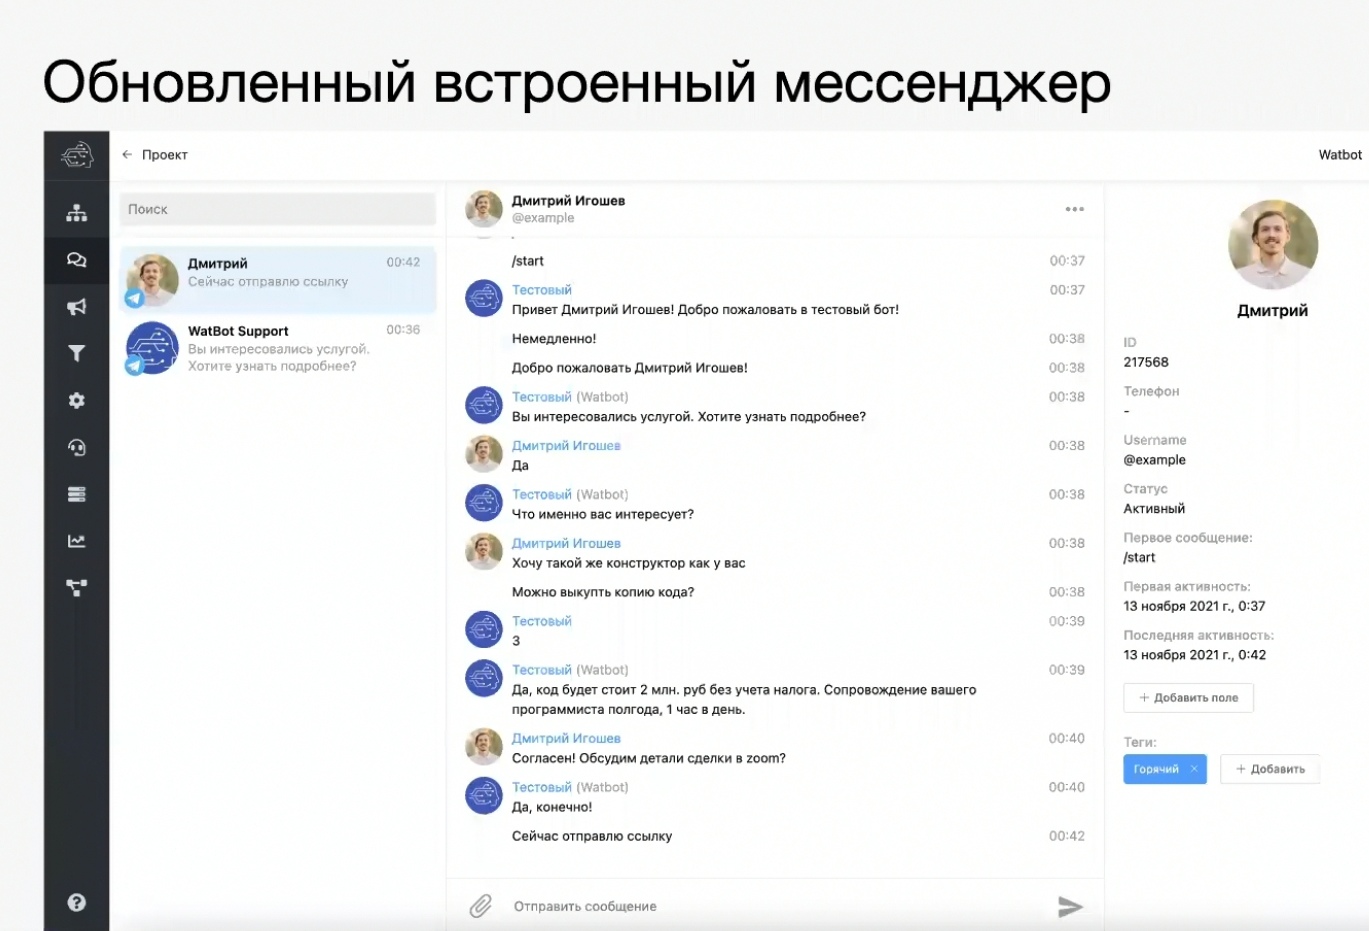 Обновленный встроенный мессенджер
← Проект
Watbot
Поиск
Дмитрий 00:42
Сейчас отправлю ссылку
WatBot Support 00:36
Вы интересовались услугой.
Хотите узнать подробнее?
Дмитрий Игошев
@example
/start 00:37
Тестовый 00:37
Привет Дмитрий Игошев! Добро пожаловать в тестовый бот!
Немедленно! 00:38
Добро пожаловать Дмитрий Игошев! 00:38
Тестовый (Watbot) 00:38
Вы интересовались услугой. Хотите узнать подробнее?
Дмитрий Игошев 00:38
Да
Тестовый (Watbot) 00:38
Что именно вас интересует?
Дмитрий Игошев 00:38
Хочу такой же конструктор как у вас
Можно выкупть копию кода? 00:38
Тестовый 00:39
3
Тестовый (Watbot) 00:39
Да, код будет стоит 2 млн. руб без учета налога. Сопровождение вашего
программиста полгода, 1 час в день.
Дмитрий Игошев 00:40
Согласен! Обсудим детали сделки в zoom?
Тестовый (Watbot) 00:40
Да, конечно!
Сейчас отправлю ссылку 00:42
Отправить сообщение
Дмитрий
ID
217568
Телефон
-
Username
@example
Статус
Активный
Первое сообщение:
/start
Первая активность:
13 ноября 2021 г., 0:37
Последняя активность:
13 ноября 2021 г., 0:42
+ Добавить поле
Теги:
Горячий × + Добавить